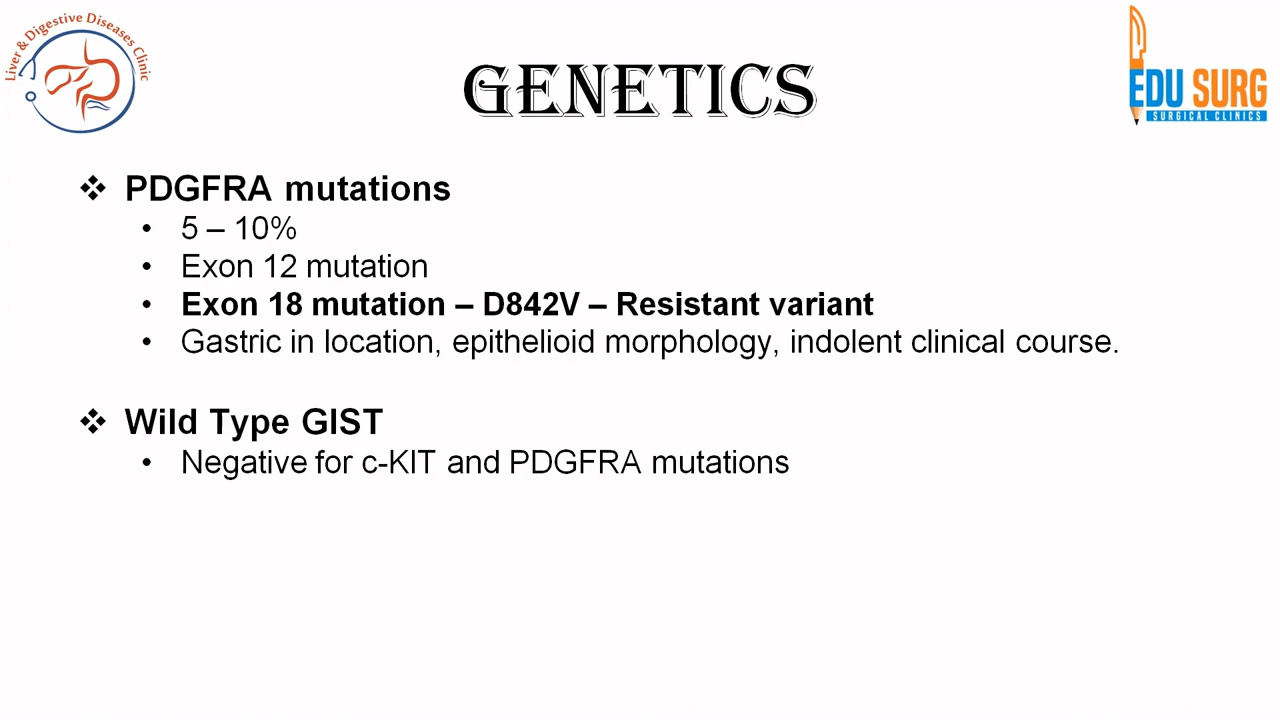 Liver & Digestive Diseases Clinic
EDU SURG
SURGICAL CLINICS
GENETICS
❖ PDGFRA mutations
• 5 – 10%
• Exon 12 mutation
• Exon 18 mutation – D842V – Resistant variant
• Gastric in location, epithelioid morphology, indolent clinical course.
❖ Wild Type GIST
• Negative for c-KIT and PDGFRA mutations